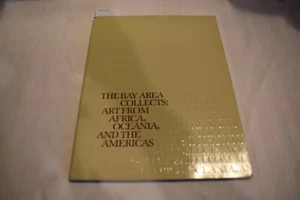 THE BAY AREA
COLLECTS:
ART FROM
AFRICA,
OCEANIA,
AND THE
AMERICAS